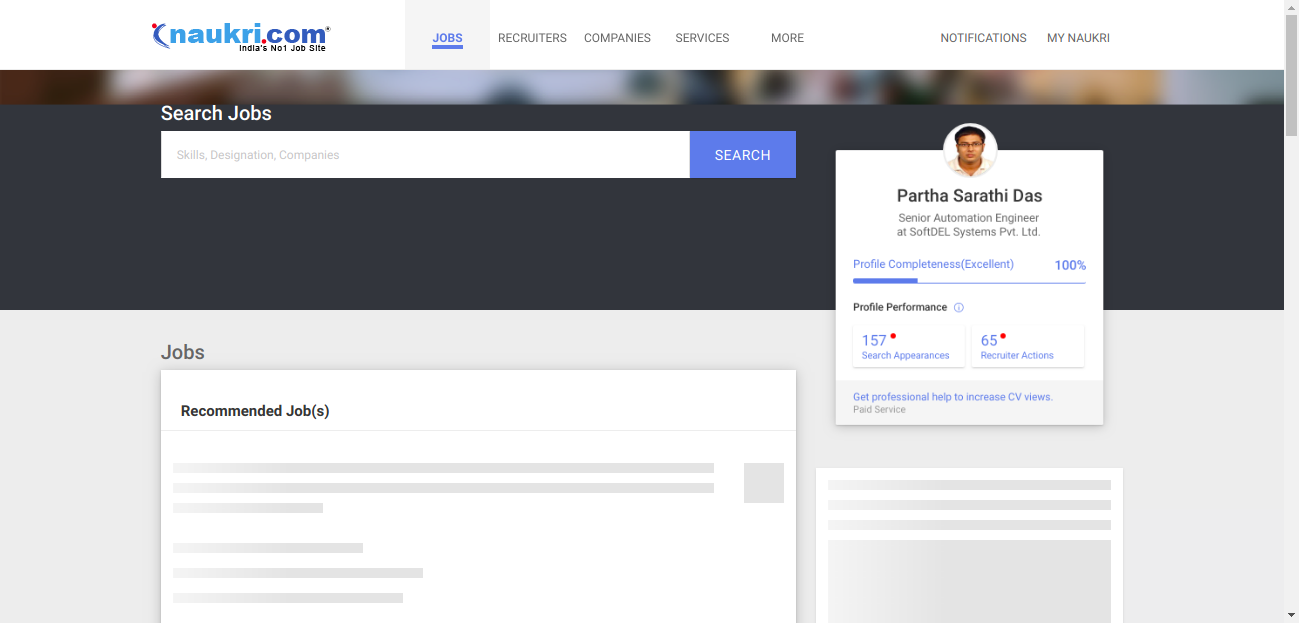 naukri.com
India's No1 Job Site
JOBS
RECRUITERS
COMPANIES
SERVICES
MORE
NOTIFICATIONS
MY NAUKRI
Search Jobs
Skills, Designation, Companies
SEARCH
Partha Sarathi Das
Senior Automation Engineer
at SoftDEL Systems Pvt. Ltd.
Profile Completeness(Excellent) 100%
Profile Performance
157
Search Appearances
65
Recruiter Actions
Get professional help to increase CV views.
Paid Service
Jobs
Recommended Job(s)